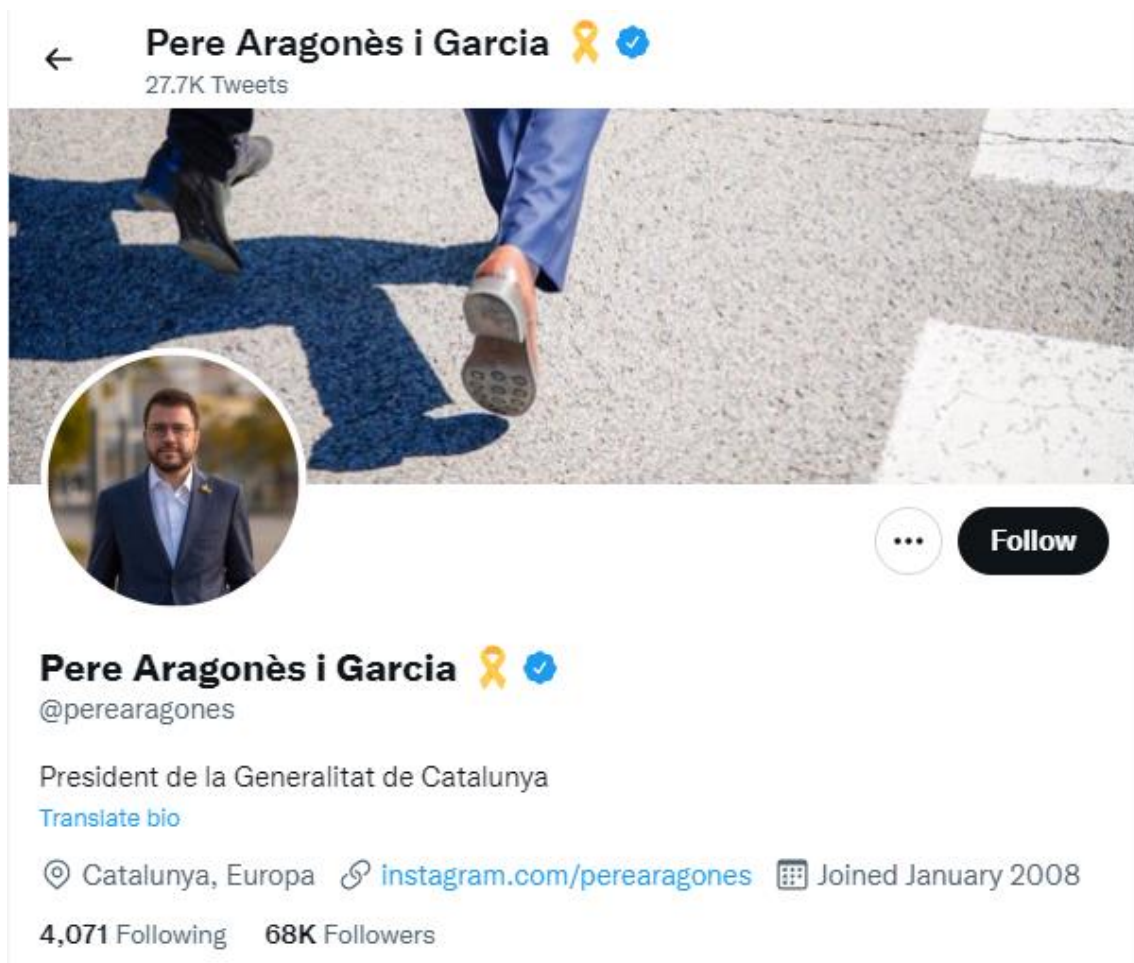 Pere Aragonès i Garcia 🎗
27.7K Tweets
Follow
Pere Aragonès i Garcia 🎗
@perearagones
President de la Generalitat de Catalunya
Translate bio
Catalunya, Europa instagram.com/perearagones Joined January 2008
4,071 Following 68K Followers